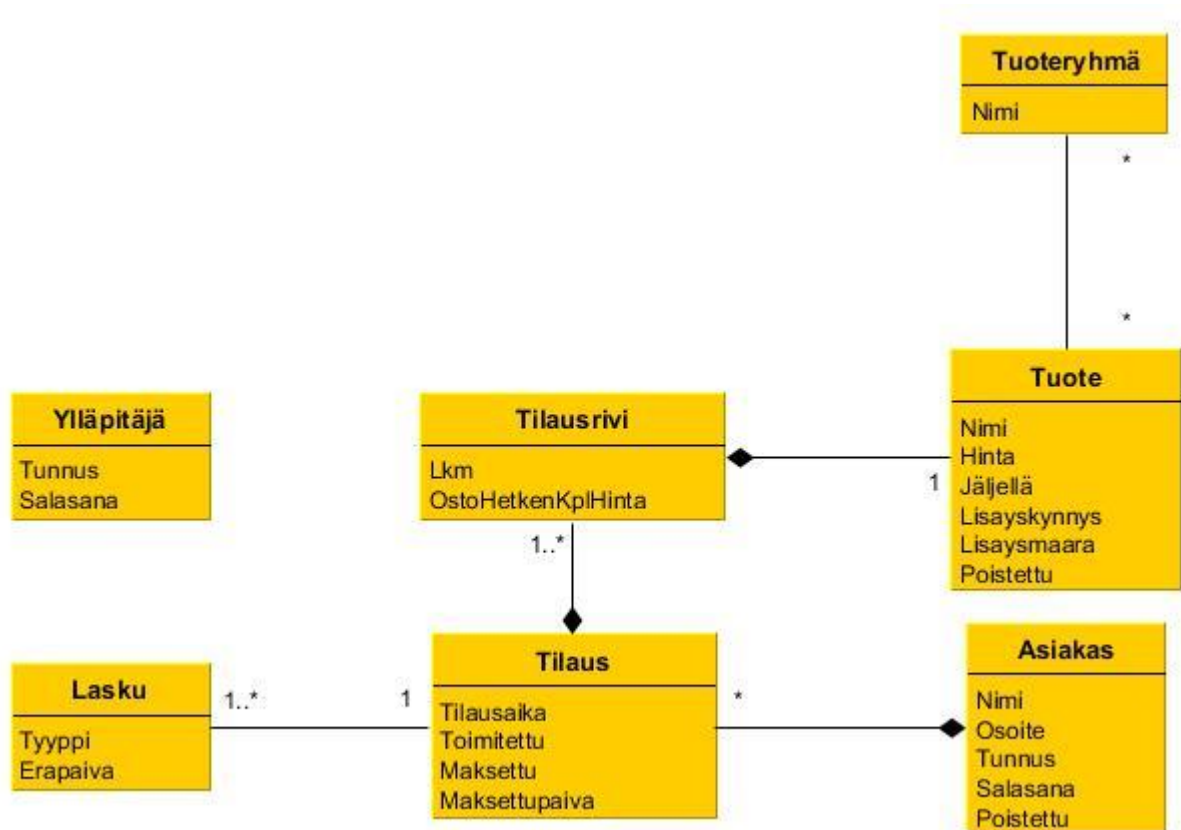 Tuoteryhmä
Nimi
*
*
Tuote
Nimi
Hinta
Jäljellä
Lisayskynnys
Lisaysmaara
Poistettu
Ylläpitäjä
Tunnus
Salasana
Tilausrivi
Lkm
OstoHetkenKplHinta
1
1..*
Tilaus
Tilausaika
Toimitettu
Maksettu
Maksettupaiva
Lasku
Tyyppi
Erapaiva
1..*
1
*
Asiakas
Nimi
Osoite
Tunnus
Salasana
Poistettu